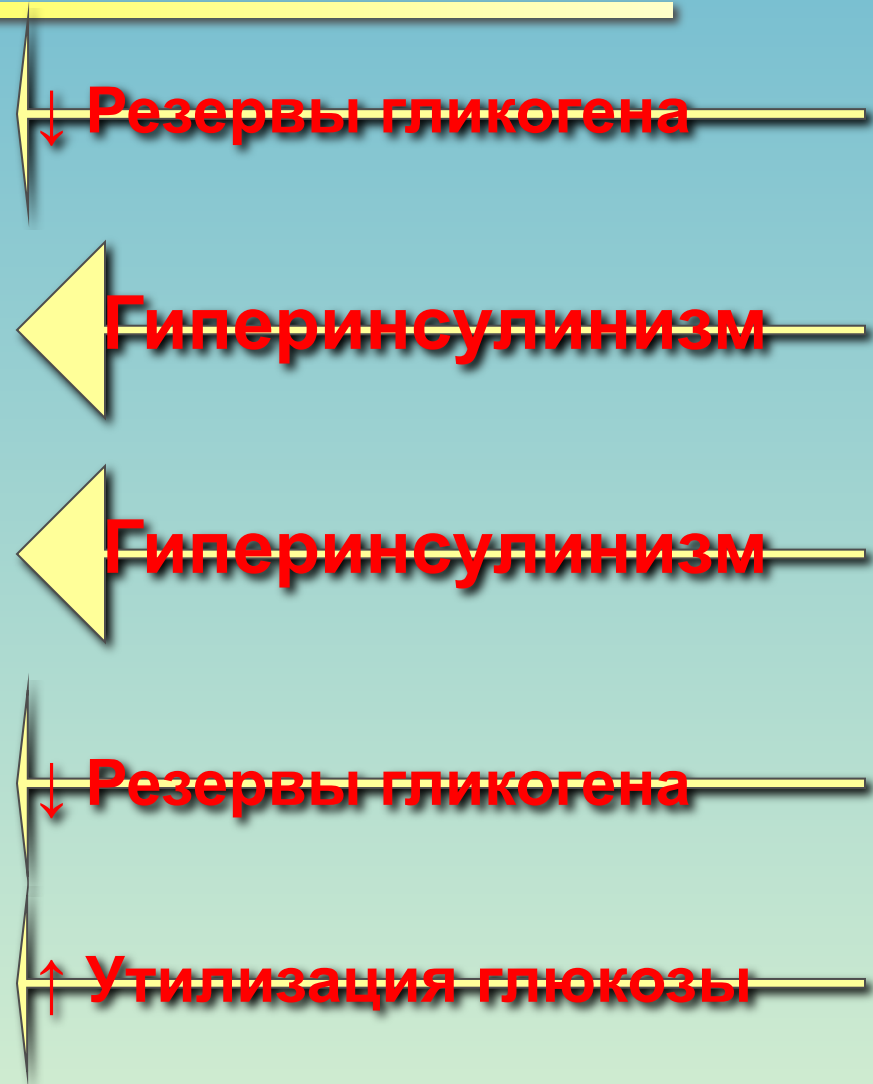 ↓ Резервы гликогена
Гиперинсулинизм
Гиперинсулинизм
↓ Резервы гликогена
↑ Утилизация глюкозы